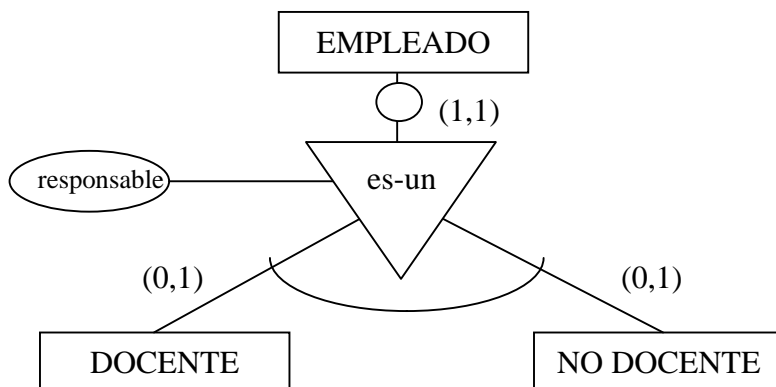 EMPLEADO
(1,1)
responsable
es-un
(0,1)
(0,1)
DOCENTE
NO DOCENTE